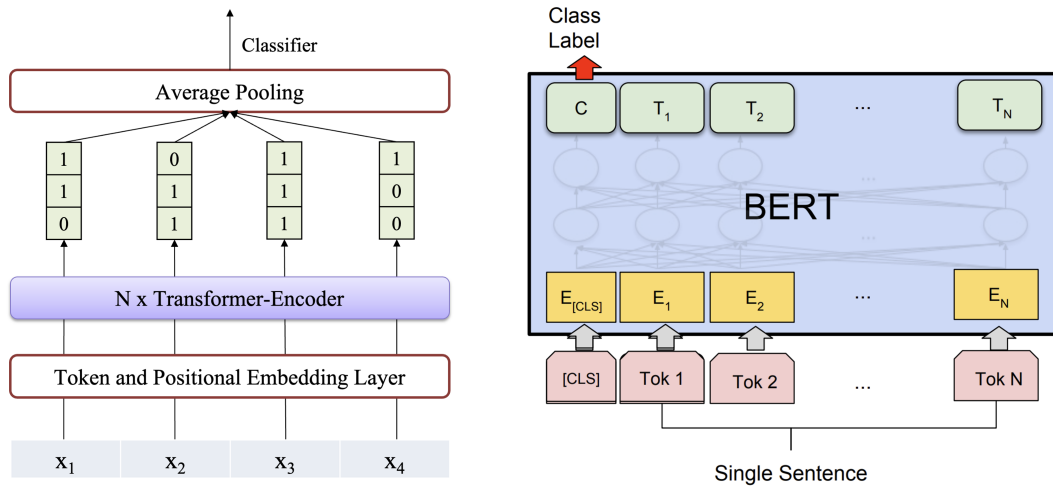 Classifier
Average Pooling
1 0 1 1
1 1 1 0
0 1 1 0
N x Transformer-Encoder
Token and Positional Embedding Layer
x1 x2 x3 x4
Class
Label
C T1 T2 ... TN
...
BERT
...
E[CLS] E1 E2 ... EN
[CLS] Tok 1 Tok 2 ... Tok N
Single Sentence